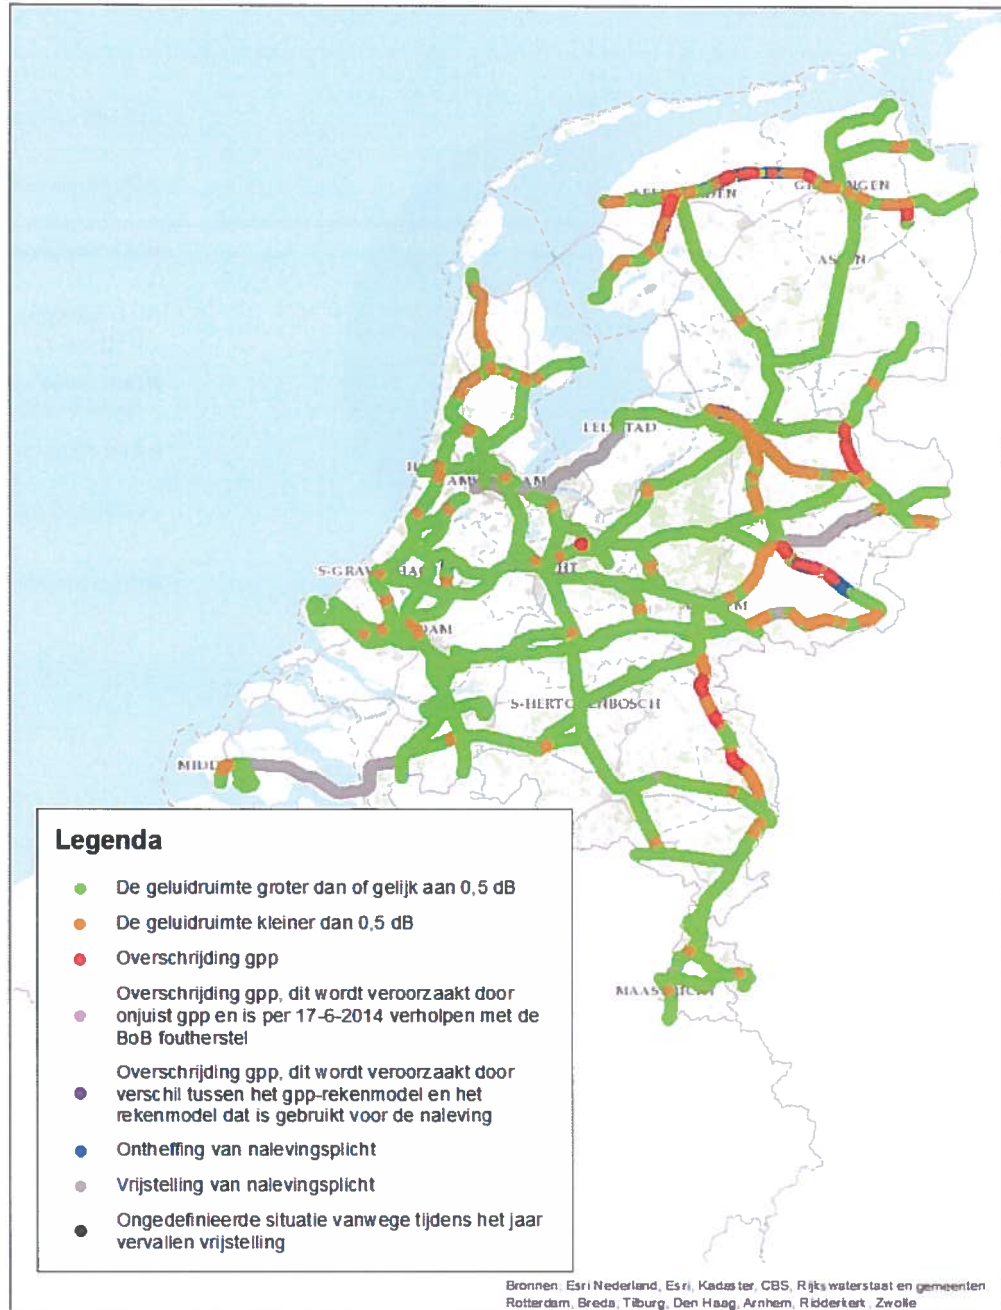 LELYSTAD
S-HERTOGENBOSCH
Legenda
De geluidruimte groter dan of gelijk aan 0,5 dB
De geluidruimte kleiner dan 0,5 dB
Overschrijding gpp
Overschrijding gpp, dit wordt veroorzaakt door
onjuist gpp en is per 17-6-2014 verholpen met de
BoB foutherstel
Overschrijding gpp, dit wordt veroorzaakt door
verschil tussen het gpp-rekenmodel en het
rekenmodel dat is gebruikt voor de naleving
Ontheffing van nalevingsplicht
Vrijstelling van nalevingsplicht
Ongedefinieerde situatie vanwege tijdens het jaar
vervallen vrijstelling
Bronnen: Esri Nederland, Esri, Kadaster, CBS, Rijkswaterstaat en gemeenten
Rotterdam, Breda, Tilburg, Den Haag, Arnhem, Ridderkerk, Zwolle